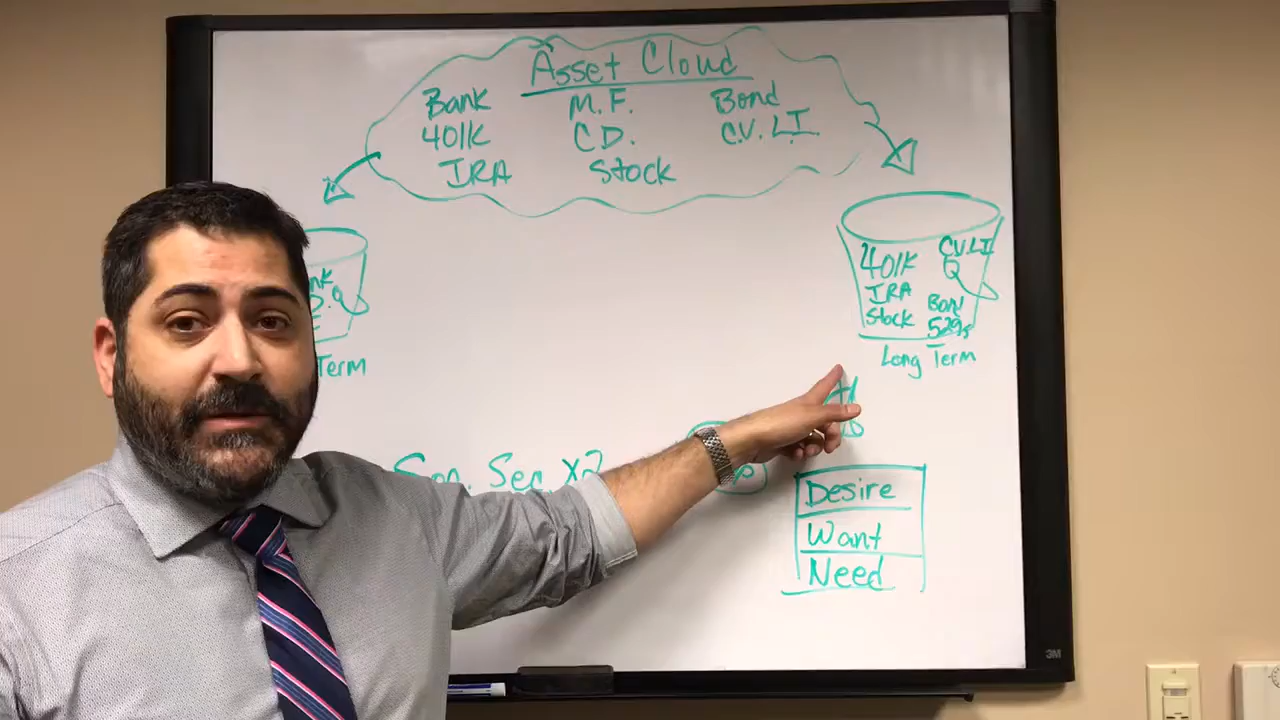 Asset Cloud
Bank M.F. Bond
401k C.D. C.V.L.I.
IRA Stock
401k C.V.L.I
IRA Q
Stock Bond
529s
Long Term
Term
Soc. Sec. X2
Desire
Want
Need
3M